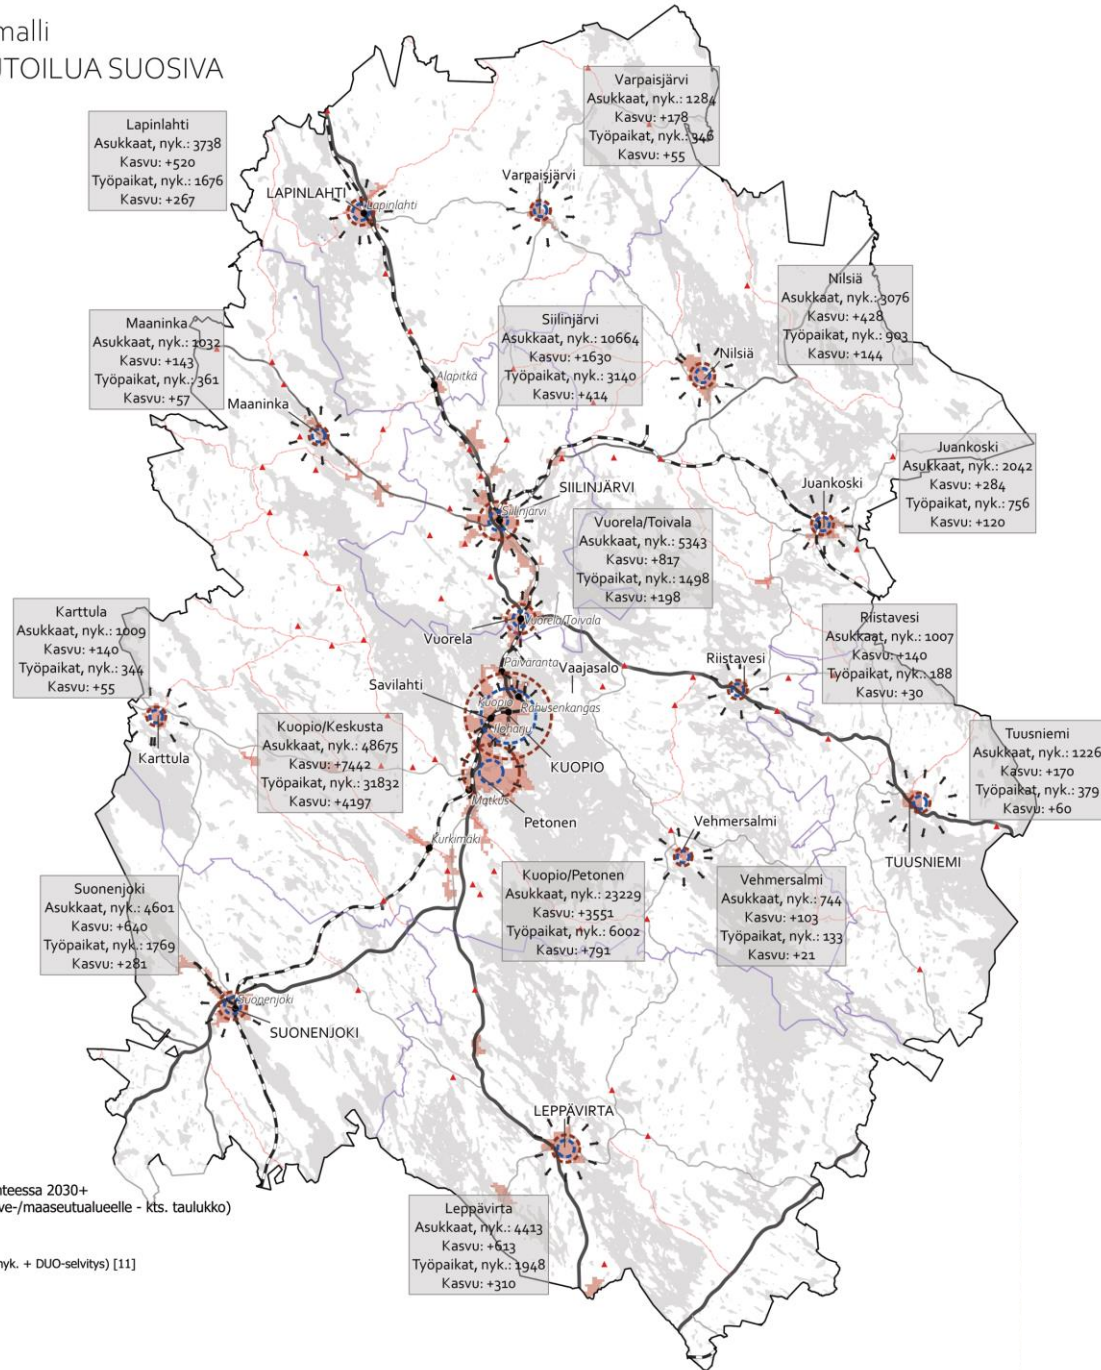 malli
UTOILUA SUOSIVA
Varpaisjärvi
Asukkaat, nyk.: 1284
Kasvu: +178
Työpaikat, nyk.: 346
Kasvu: +55
Lapinlahti
Asukkaat, nyk.: 3738
Kasvu: +520
Työpaikat, nyk.: 1676
Kasvu: +267
LAPINLAHTI
Lapinlahti
Varpaisjärvi
Nilsiä
Asukkaat, nyk.: 3076
Kasvu: +428
Työpaikat, nyk.: 903
Kasvu: +144
Maaninka
Asukkaat, nyk.: 1032
Kasvu: +143
Työpaikat, nyk.: 361
Kasvu: +57
Siilinjärvi
Asukkaat, nyk.: 10664
Kasvu: +1630
Työpaikat, nyk.: 3140
Kasvu: +414
Nilsiä
Alapitkä
Maaninka
Juankoski
Asukkaat, nyk.: 2042
Kasvu: +284
Työpaikat, nyk.: 756
Kasvu: +120
Juankoski
SIILINJÄRVI
Siilinjärvi
Vuorela/Toivala
Asukkaat, nyk.: 5343
Kasvu: +817
Työpaikat, nyk.: 1498
Kasvu: +198
Karttula
Asukkaat, nyk.: 1009
Kasvu: +140
Työpaikat, nyk.: 344
Kasvu: +55
Riistavesi
Asukkaat, nyk.: 1007
Kasvu: +140
Työpaikat, nyk.: 188
Kasvu: +30
Vuorela/Toivala
Vuorela
Päiväranta
Vaajasalo
Riistavesi
Savilahti
Kuopio
Rahusenkangas
Iloharju
Kuopio/Keskusta
Asukkaat, nyk.: 48675
Kasvu: +7442
Työpaikat, nyk.: 31832
Kasvu: +4197
Karttula
KUOPIO
Tuusniemi
Asukkaat, nyk.: 1226
Kasvu: +170
Työpaikat, nyk.: 379
Kasvu: +60
Matkus
Petonen
Vehmersalmi
Kurkimäki
TUUSNIEMI
Kuopio/Petonen
Asukkaat, nyk.: 23229
Kasvu: +3551
Työpaikat, nyk.: 6002
Kasvu: +791
Vehmersalmi
Asukkaat, nyk.: 744
Kasvu: +103
Työpaikat, nyk.: 133
Kasvu: +21
Suonenjoki
Asukkaat, nyk.: 4601
Kasvu: +640
Työpaikat, nyk.: 1769
Kasvu: +281
Suonenjoki
SUONENJOKI
LEPPÄVIRTA
nteessa 2030+
ve-/maaseutualueelle - kts. taulukko)
Leppävirta
Asukkaat, nyk.: 4413
Kasvu: +613
Työpaikat, nyk.: 1948
Kasvu: +310
nyk. + DUO-selvitys) [11]